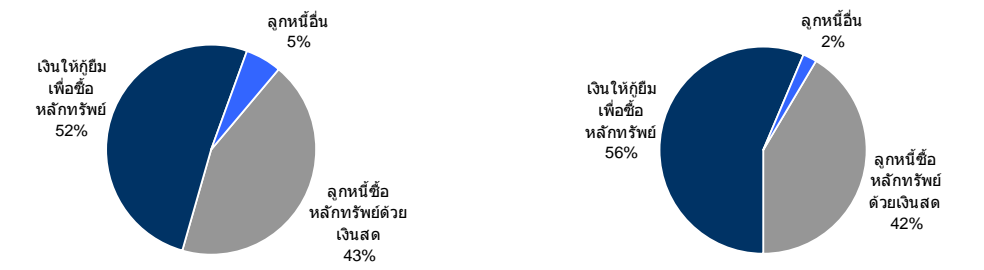 ลูกหนี้อื่น
5%
เงินให้กู้ยืม
เพื่อซื้อ
หลักทรัพย์
52%
ลูกหนี้ซื้อ
หลักทรัพย์ด้วย
เงินสด
43%
ลูกหนี้อื่น
2%
เงินให้กู้ยืม
เพื่อซื้อ
หลักทรัพย์
56%
ลูกหนี้ซื้อ
หลักทรัพย์
ด้วยเงินสด
42%